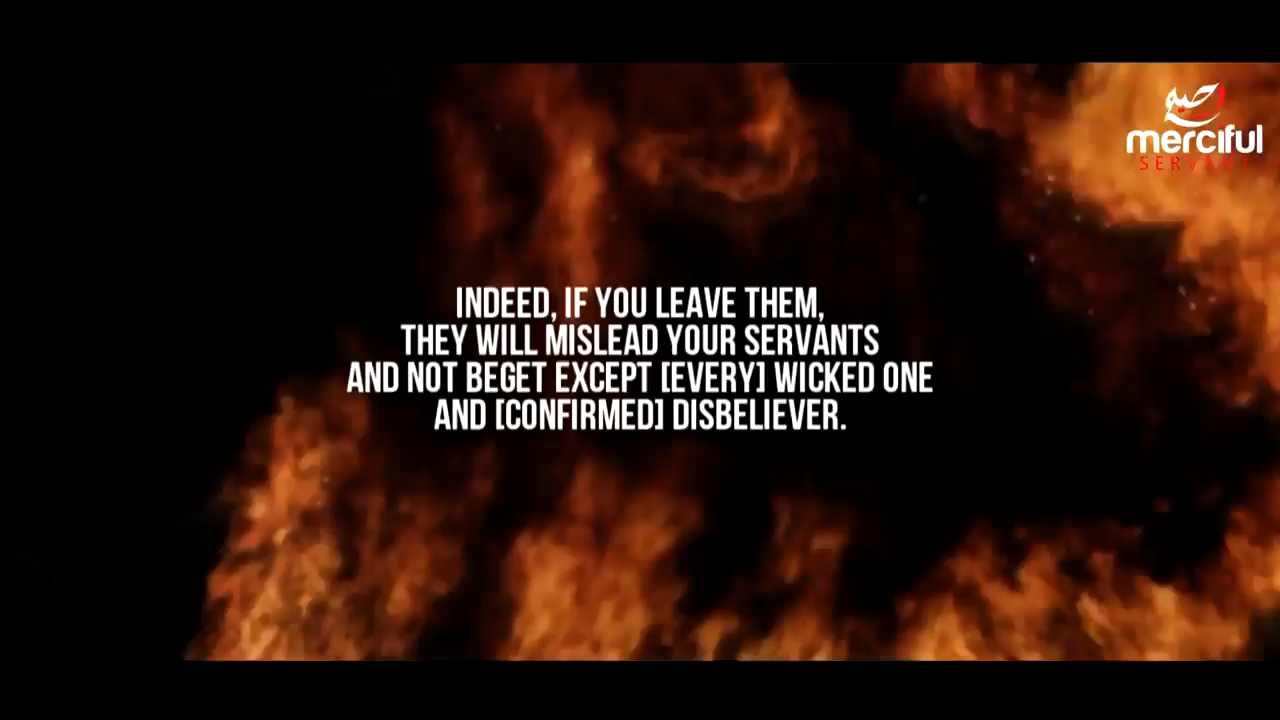 merciful
SERVANT
INDEED, IF YOU LEAVE THEM,
THEY WILL MISLEAD YOUR SERVANTS
AND NOT BEGET EXCEPT [EVERY] WICKED ONE
AND [CONFIRMED] DISBELIEVER.